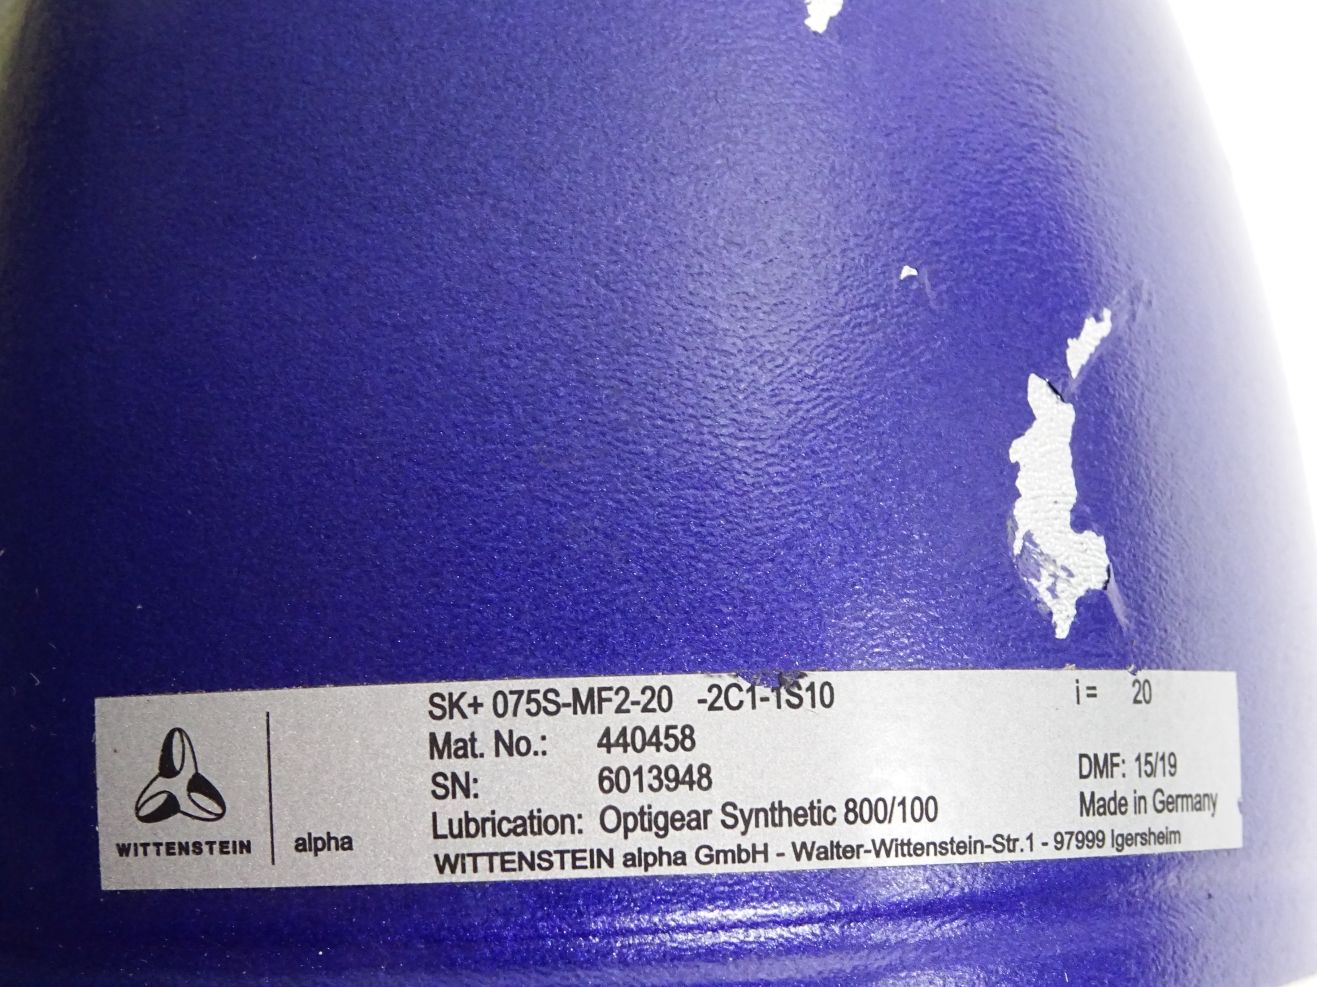 SK+ 075S-MF2-20 -2C1-1S10 i = 20
Mat. No.: 440458
SN: 6013948 DMF: 15/19
Lubrication: Optigear Synthetic 800/100 Made in Germany
WITTENSTEIN alpha
WITTENSTEIN alpha GmbH - Walter-Wittenstein-Str.1 - 97999 Igersheim